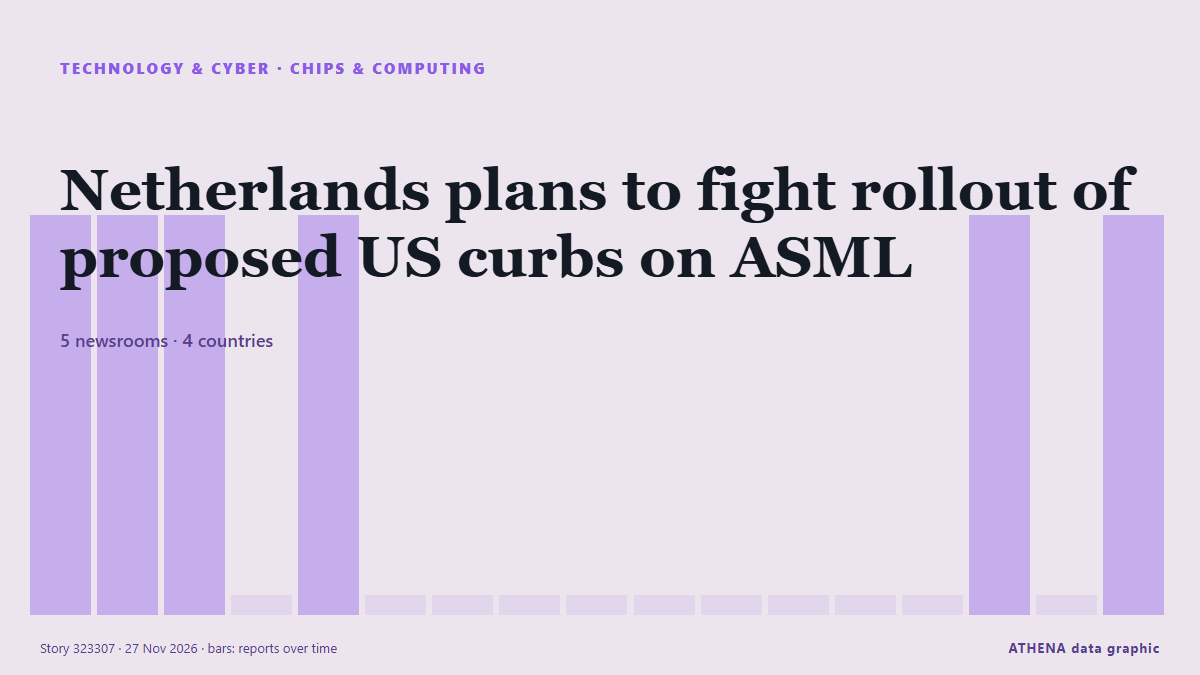 TECHNOLOGY & CYBER · CHIPS & COMPUTING
Netherlands plans to fight rollout of
proposed US curbs on ASML
5 newsrooms · 4 countries
Story 323307 · 27 Nov 2026 · bars: reports over time
ATHENA data graphic